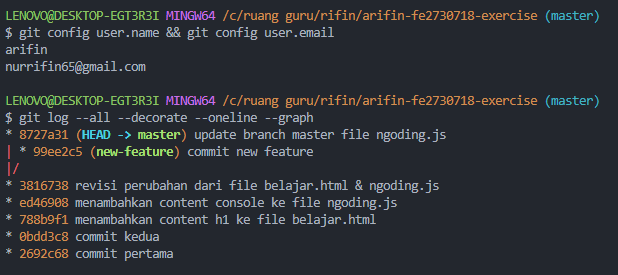 LENOVO@DESKTOP-EGT3R3I MINGW64 /c/ruang guru/rifin/arifin-fe2730718-exercise (master)
$ git config user.name && git config user.email
arifin
nurrifin65@gmail.com

LENOVO@DESKTOP-EGT3R3I MINGW64 /c/ruang guru/rifin/arifin-fe2730718-exercise (master)
$ git log --all --decorate --oneline --graph
* 8727a31 (HEAD -> master) update branch master file ngoding.js
| * 99ee2c5 (new-feature) commit new feature
|/
* 3816738 revisi perubahan dari file belajar.html & ngoding.js
* ed46908 menambahkan content console ke file ngoding.js
* 788b9f1 menambahkan content h1 ke file belajar.html
* 0bdd3c8 commit kedua
* 2692c68 commit pertama